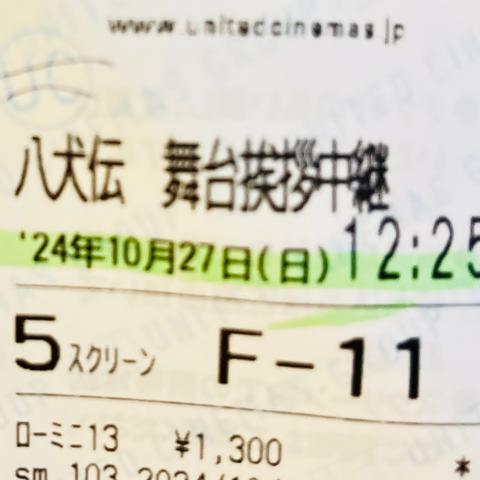 www.unitedcinemas.jp
八犬伝 舞台挨拶中継
'24年10月27日(日) 12:25
5スクリーン F-11
ローミニ13 ¥1,300 *
sm 103